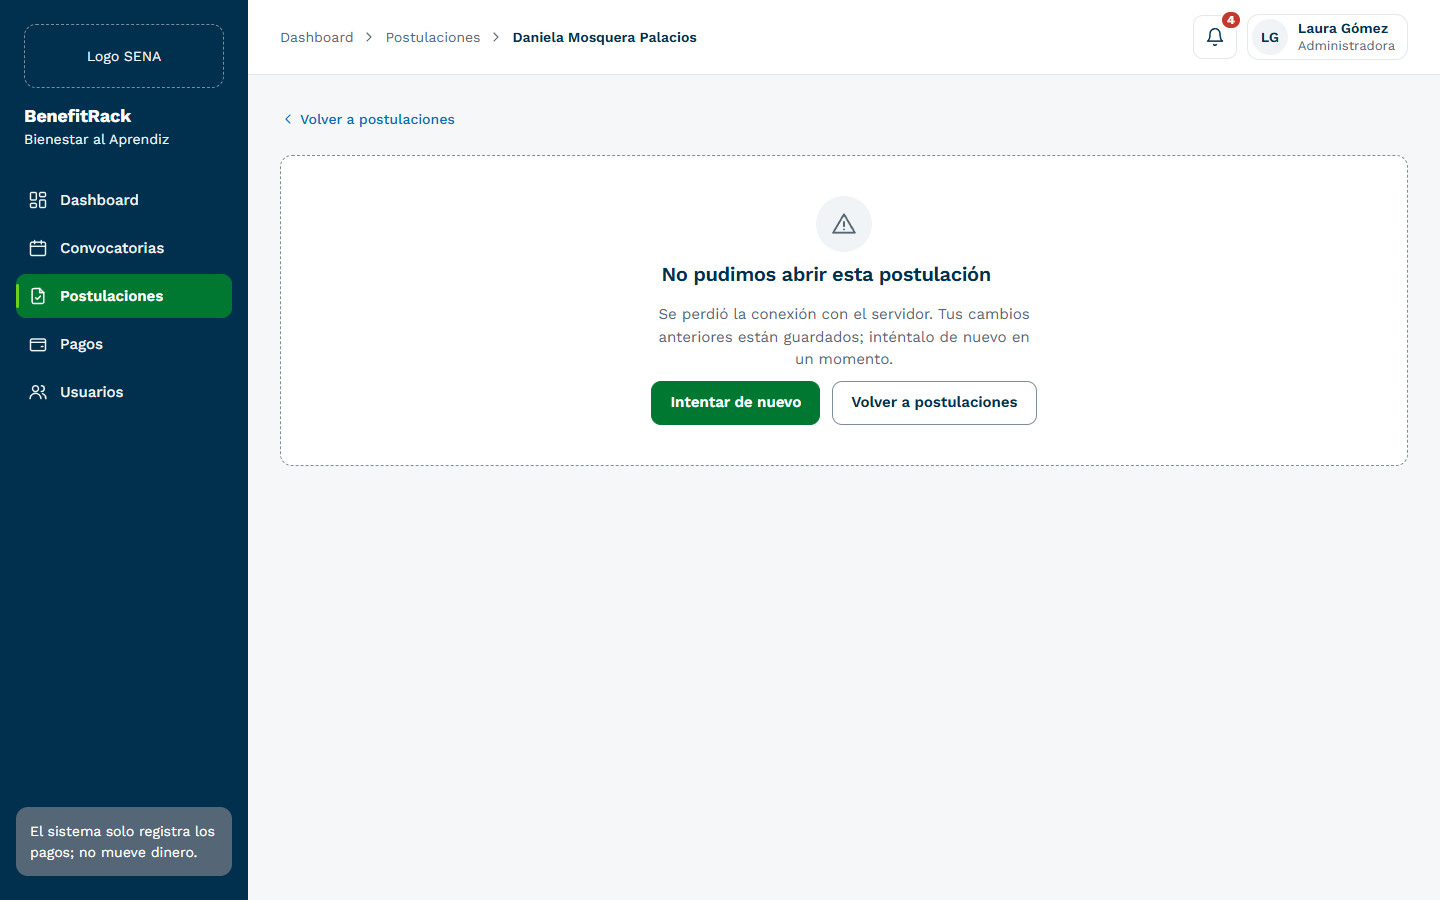 Logo SENA
BenefitRack
Bienestar al Aprendiz
Dashboard
Convocatorias
Postulaciones
Pagos
Usuarios
El sistema solo registra los
pagos; no mueve dinero.
Dashboard > Postulaciones > Daniela Mosquera Palacios
4
LG
Laura Gómez
Administradora
Volver a postulaciones
No pudimos abrir esta postulación
Se perdió la conexión con el servidor. Tus cambios
anteriores están guardados; inténtalo de nuevo en
un momento.
Intentar de nuevo
Volver a postulaciones